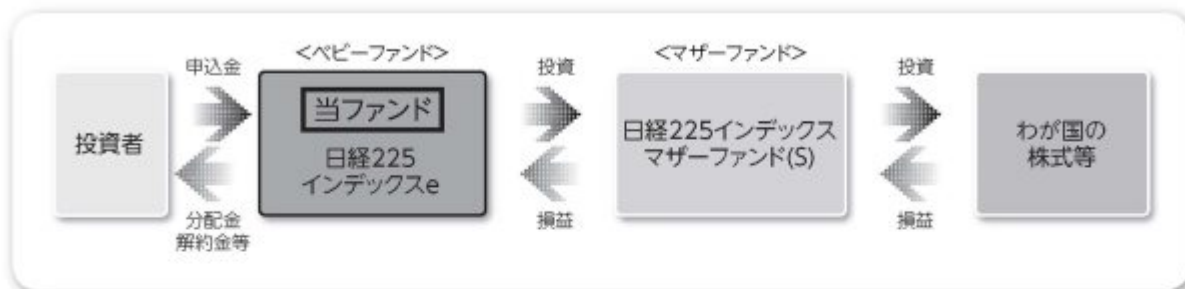 申込金
<ベビーファンド>
投資
<マザーファンド>
投資
投資者
当ファンド
日経225
インデックスe
日経225インデックス
マザーファンド(S)
わが国の
株式等
分配金
解約金等
損益
損益